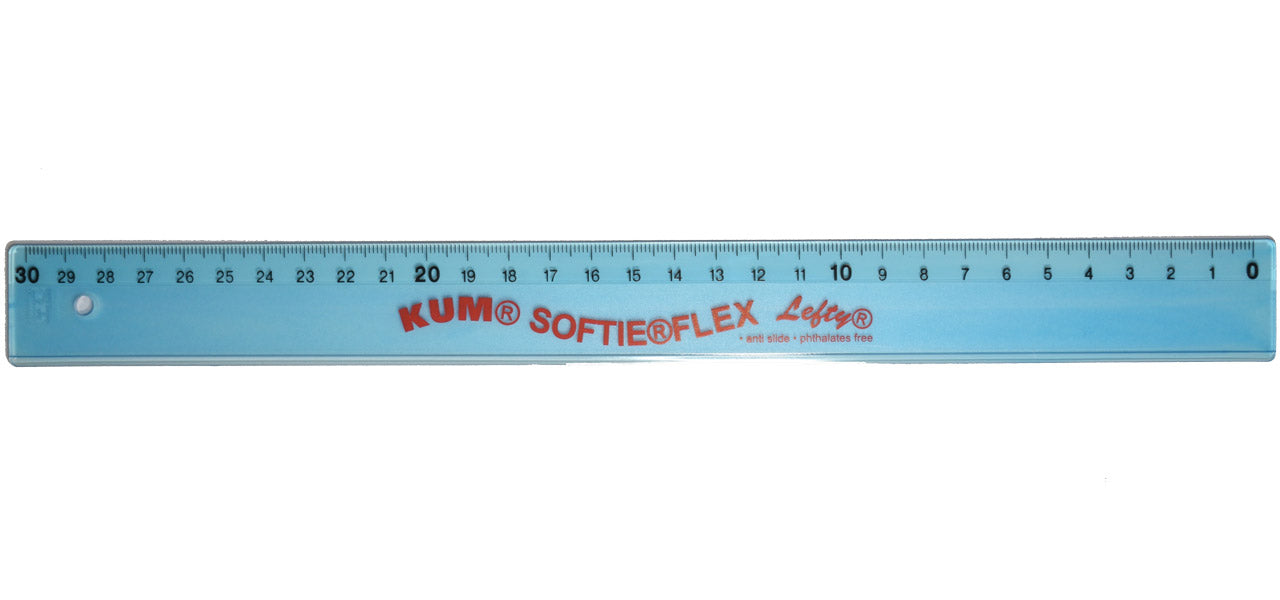 30 29 28 27 26 25 24 23 22 21 20 19 18 17 16 15 14 13 12 11 10 9 8 7 6 5 4 3 2 1 0
KUM® SOFTIE®FLEX Lefty®
• anti slide • phthalates free